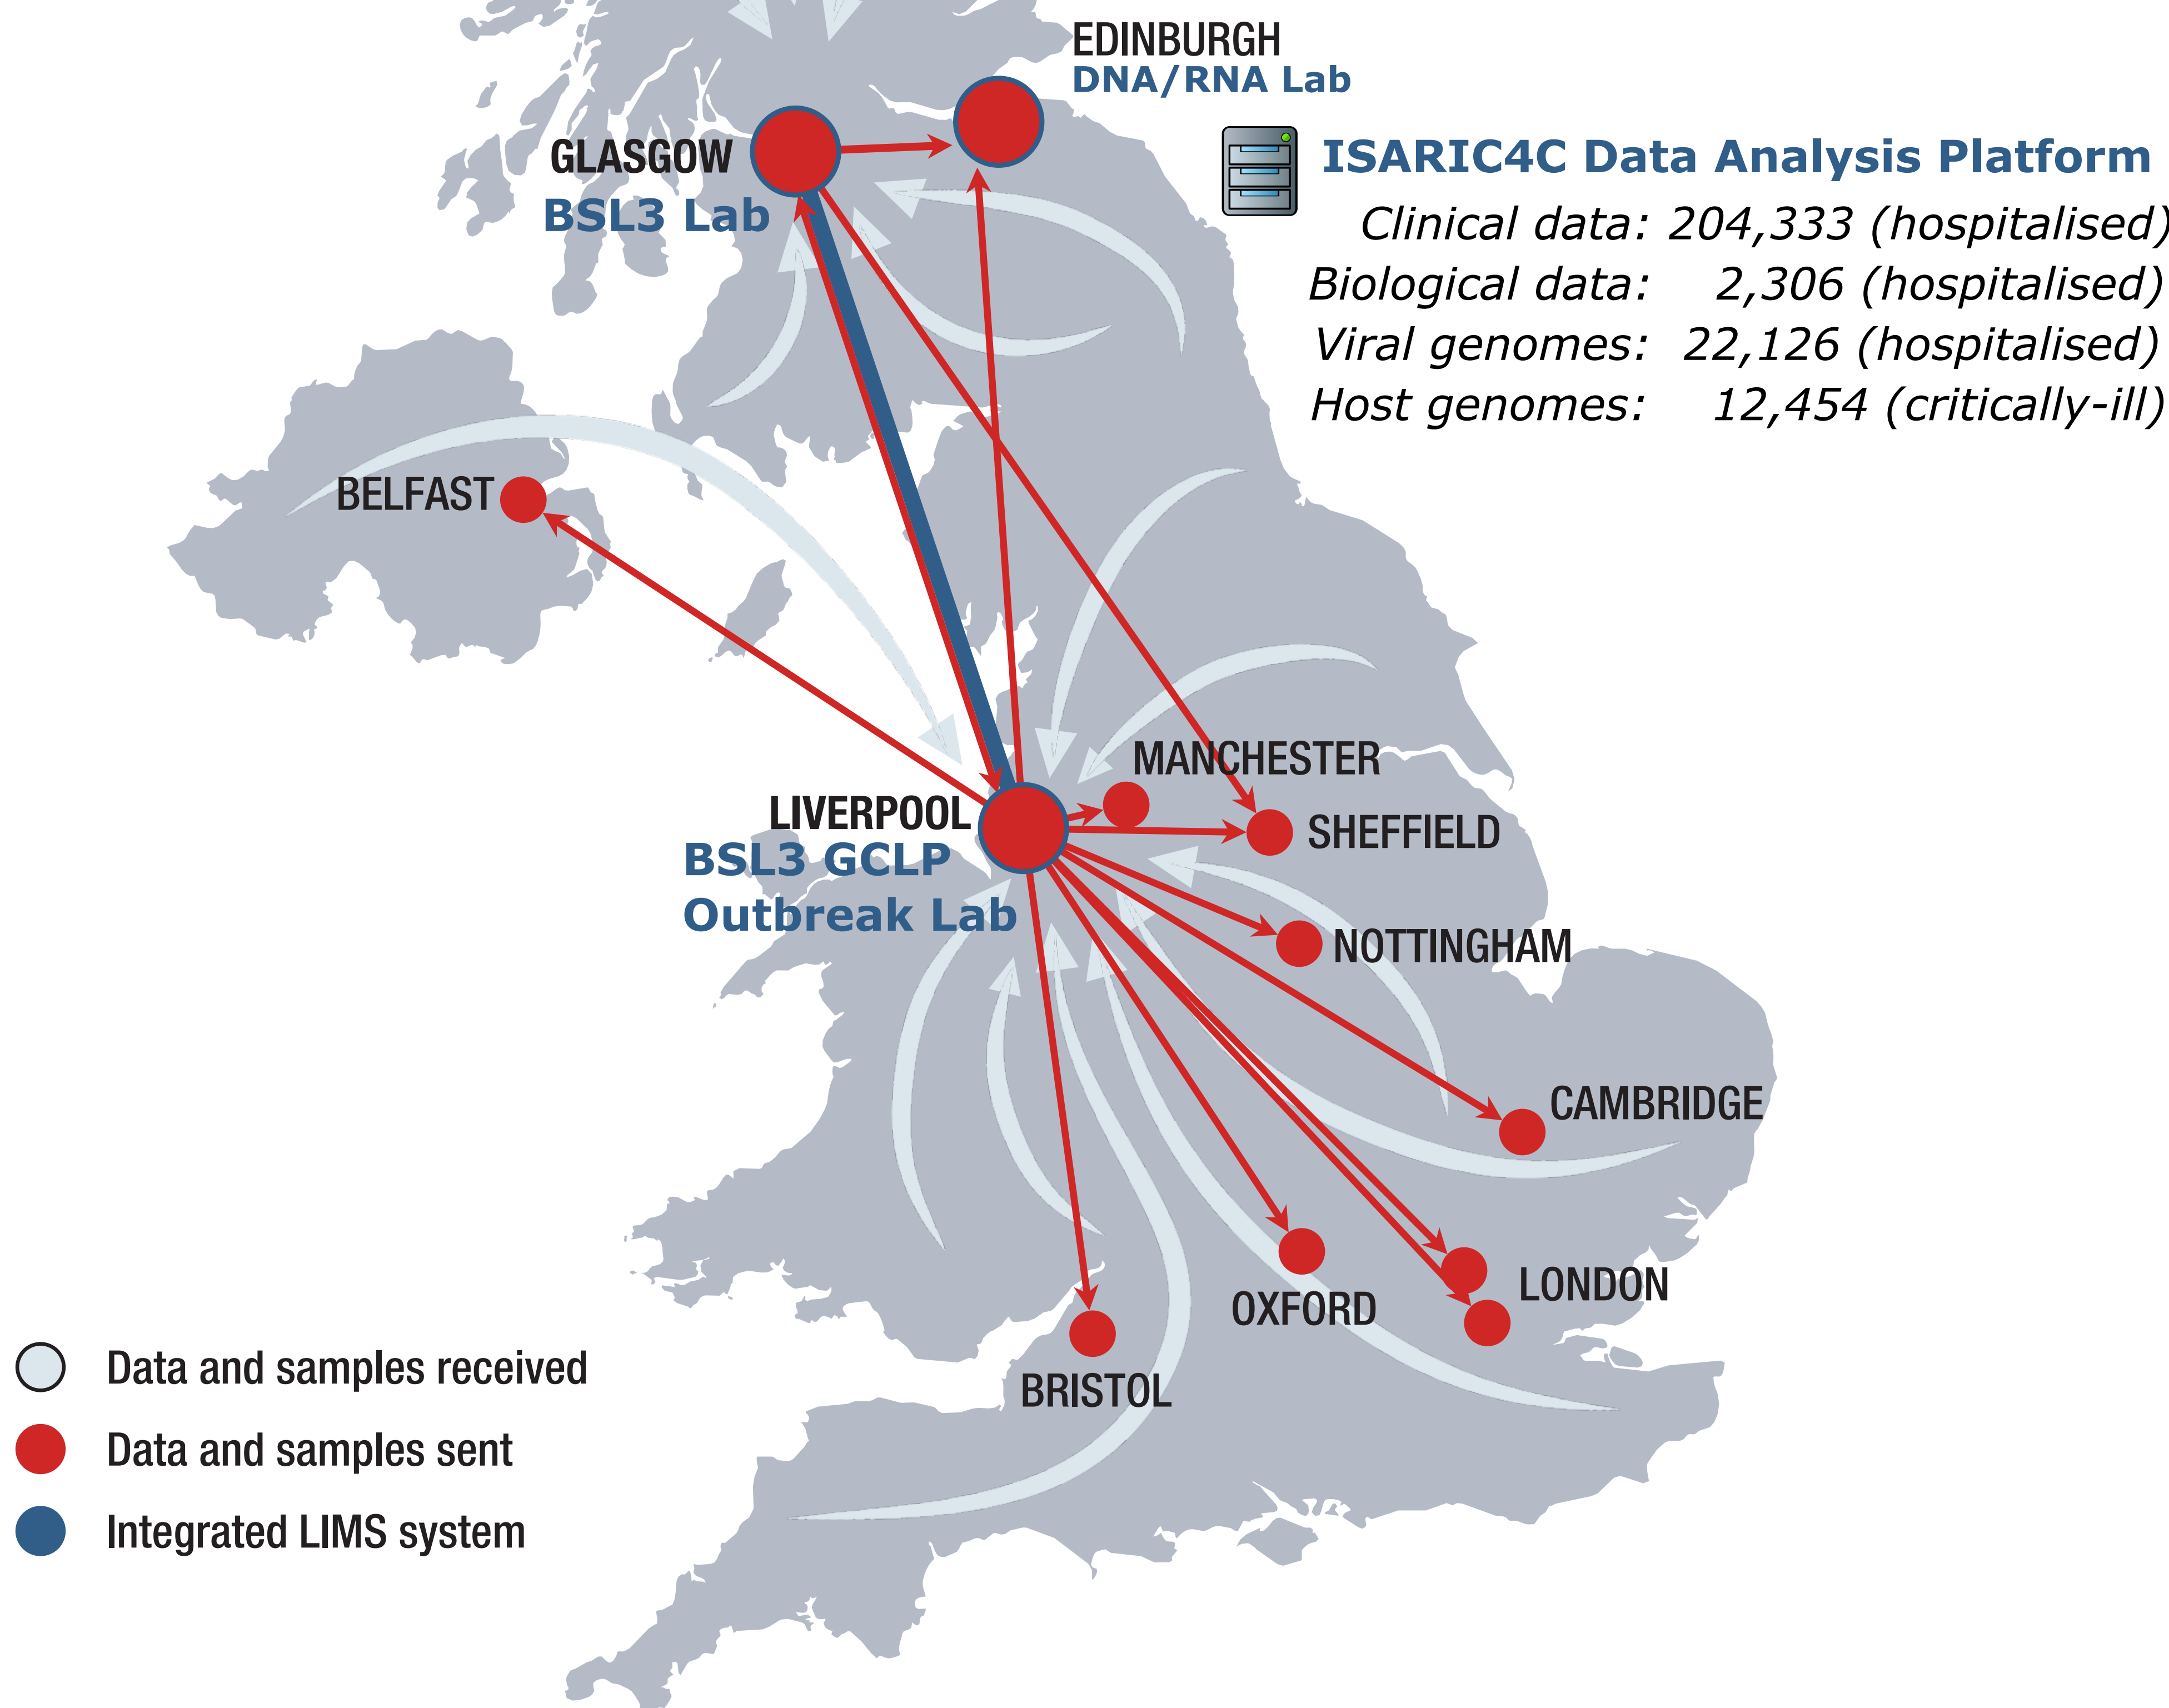 EDINBURGH
DNA/RNA Lab
GLASGOW
BSL3 Lab
ISARIC4C Data Analysis Platform
Clinical data: 204,333 (hospitalised)
Biological data: 2,306 (hospitalised)
Viral genomes: 22,126 (hospitalised)
Host genomes: 12,454 (critically-ill)
BELFAST
MANCHESTER
LIVERPOOL
BSL3 GCLP
Outbreak Lab
SHEFFIELD
NOTTINGHAM
CAMBRIDGE
OXFORD
LONDON
BRISTOL
Data and samples received
Data and samples sent
Integrated LIMS system